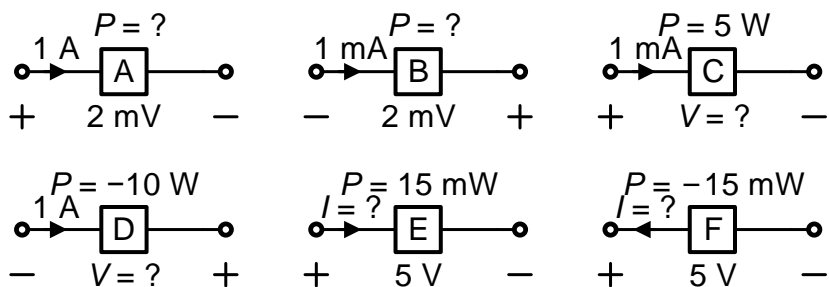 P = ? P = ? P = 5 W
1 A A 1 mA B 1 mA C
+ 2 mV − − 2 mV + + V = ? −
P = −10 W P = 15 mW P = −15 mW
1 A D I = ? E I = ? F
− V = ? + + 5 V − + 5 V −